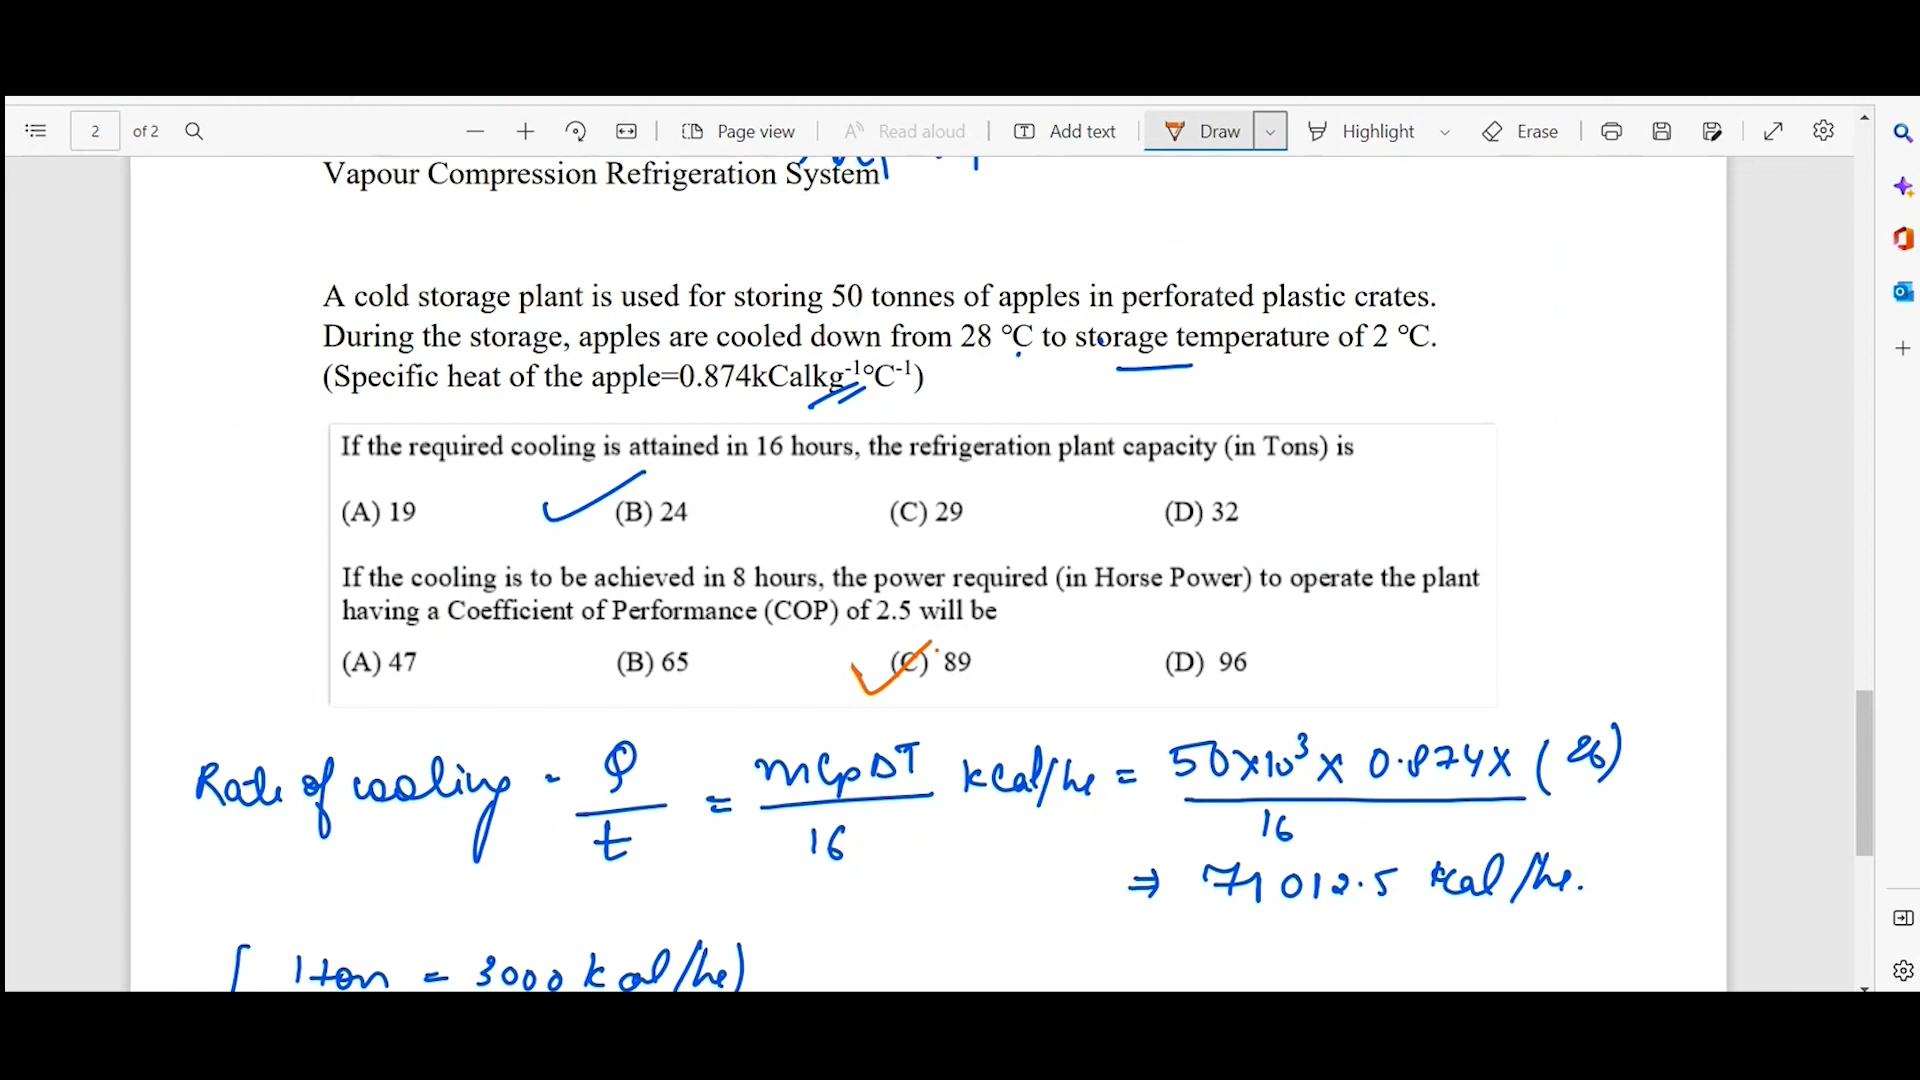 2 of 2 Page view Read aloud Add text Draw Highlight Erase
Vapour Compression Refrigeration System
A cold storage plant is used for storing 50 tonnes of apples in perforated plastic crates.
During the storage, apples are cooled down from 28 °C to storage temperature of 2 °C.
(Specific heat of the apple=0.874kCalkg⁻¹°C⁻¹)
If the required cooling is attained in 16 hours, the refrigeration plant capacity (in Tons) is
(A) 19 (B) 24 (C) 29 (D) 32
If the cooling is to be achieved in 8 hours, the power required (in Horse Power) to operate the plant
having a Coefficient of Performance (COP) of 2.5 will be
(A) 47 (B) 65 (C) 89 (D) 96
Rate of cooling = Q/t = mCpΔT/16 kCal/hr = 50×10³ × 0.874 × (26)/16
⇒ 71012.5 kcal/hr.
[ 1 ton = 3000 kcal/hr)